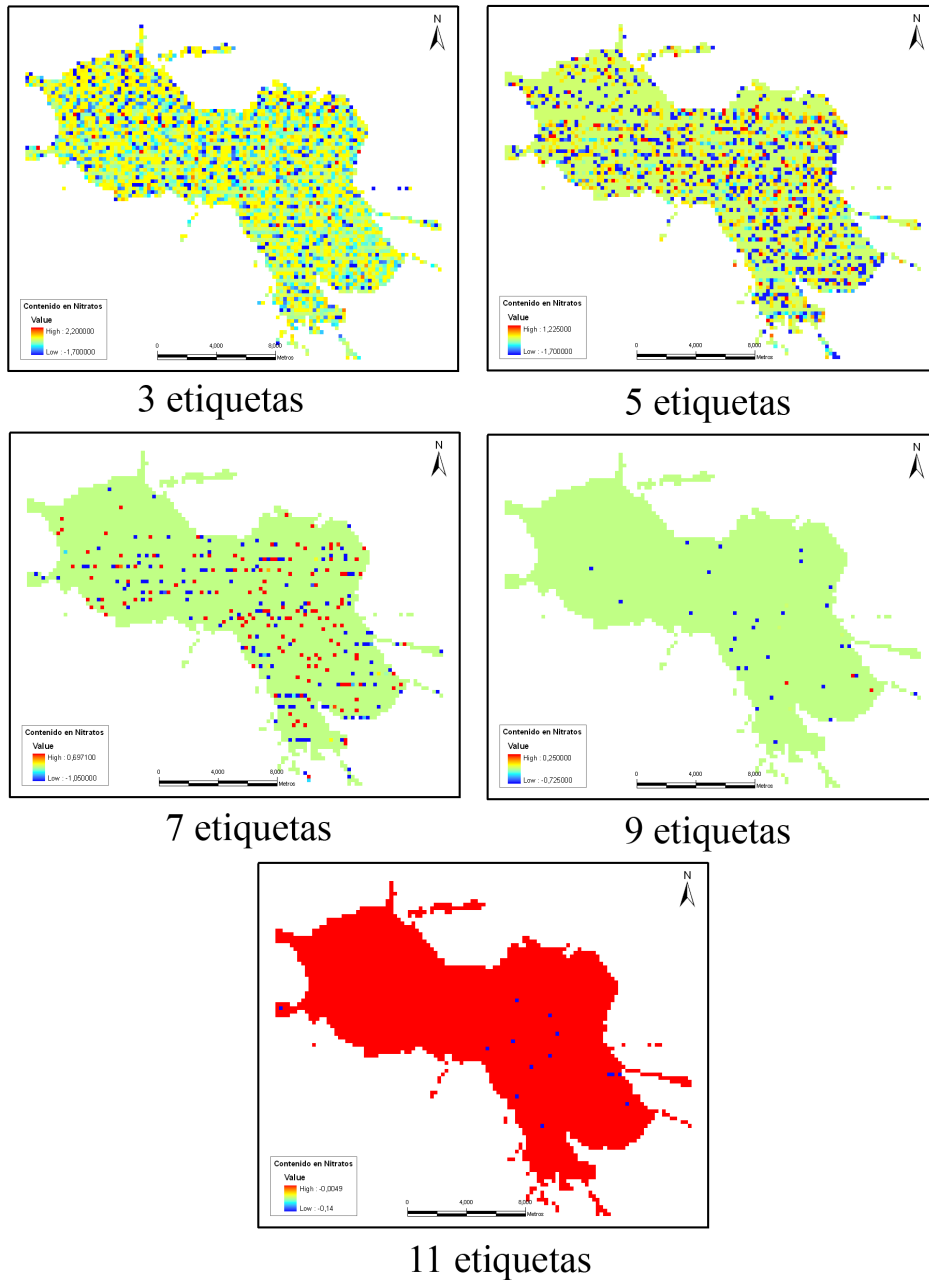 N
Contenido en Nitratos
Value
High : 2,200000
Low : -1,700000
0 4,000 8,000
Metros
3 etiquetas
N
Contenido en Nitratos
Value
High : 1,225000
Low : -1,700000
0 4,000 8,000
Metros
5 etiquetas
N
Contenido en Nitratos
Value
High : 0,697100
Low : -1,050000
0 4,000 8,000
Metros
7 etiquetas
N
Contenido en Nitratos
Value
High : 0,250000
Low : -0,725000
0 4,000 8,000
Metros
9 etiquetas
N
Contenido en Nitratos
Value
High : -0,0049
Low : -0,14
0 4,000 8,000
Metros
11 etiquetas